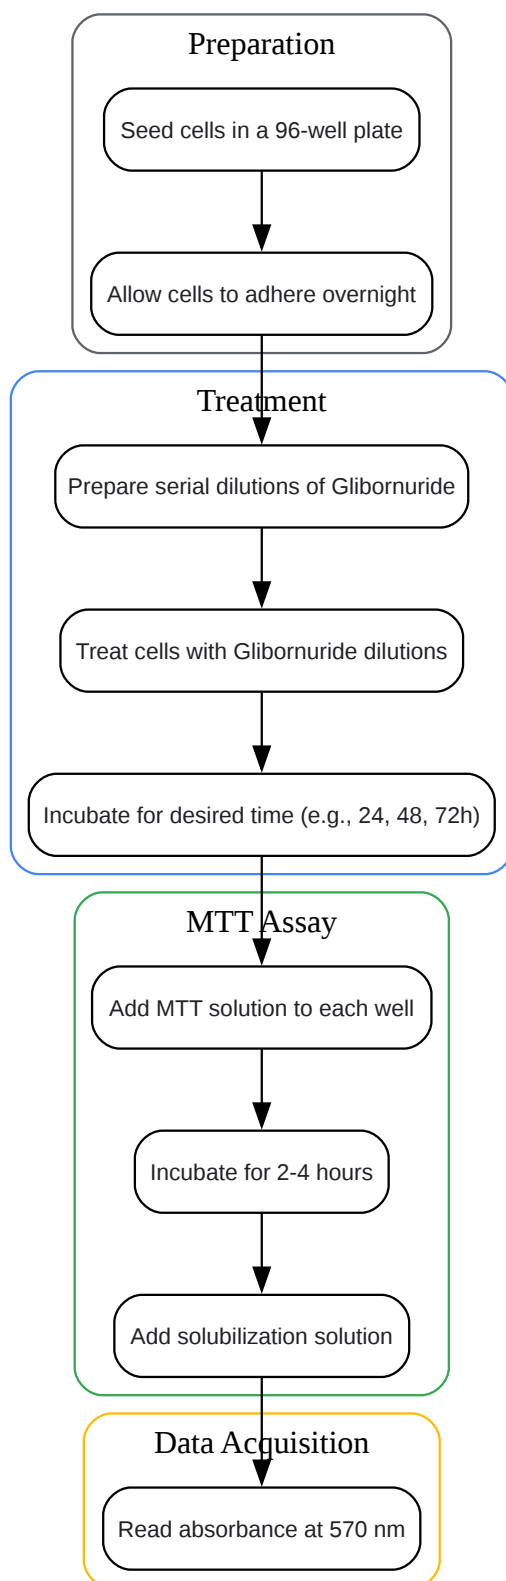 Preparation
Seed cells in a 96-well plate
Allow cells to adhere overnight
Treatment
Prepare serial dilutions of Glibornuride
Treat cells with Glibornuride dilutions
Incubate for desired time (e.g., 24, 48, 72h)
MTT Assay
Add MTT solution to each well
Incubate for 2-4 hours
Add solubilization solution
Data Acquisition
Read absorbance at 570 nm